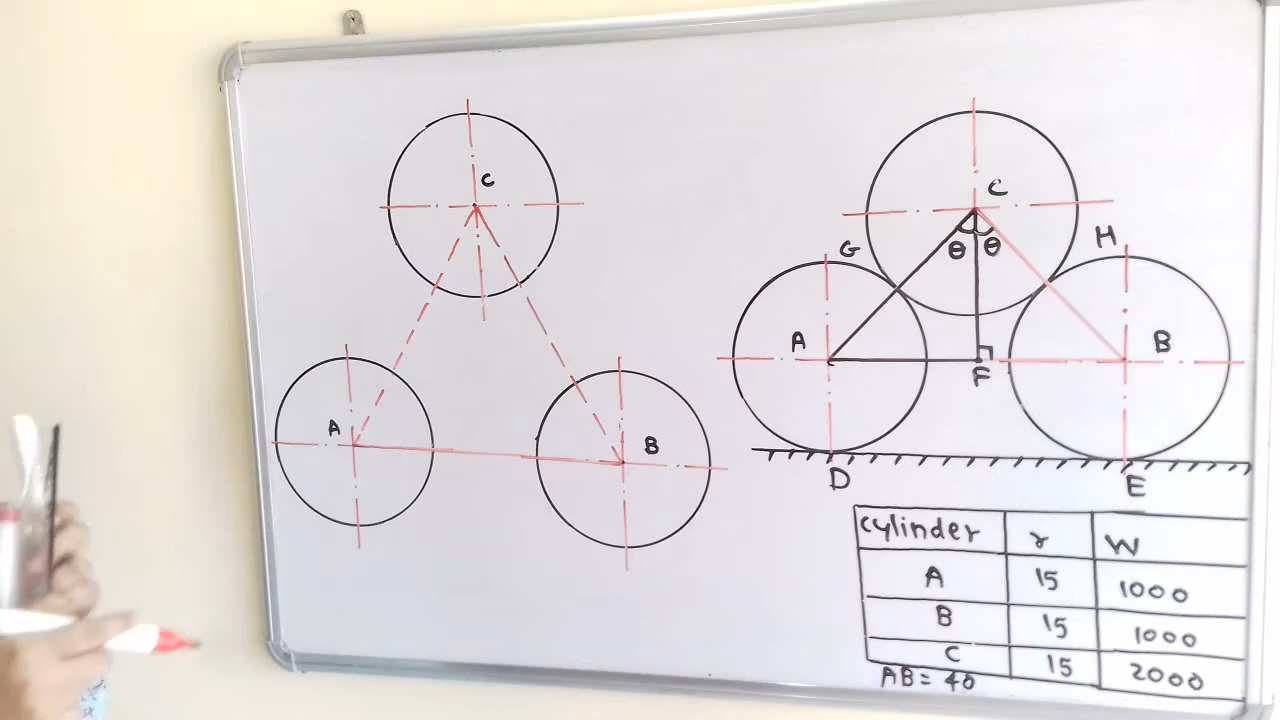 C
A
B
C
θ θ
G
H
A
B
F
D
E
cylinder r W
A 15 1000
B 15 1000
C 15 2000
AB = 40